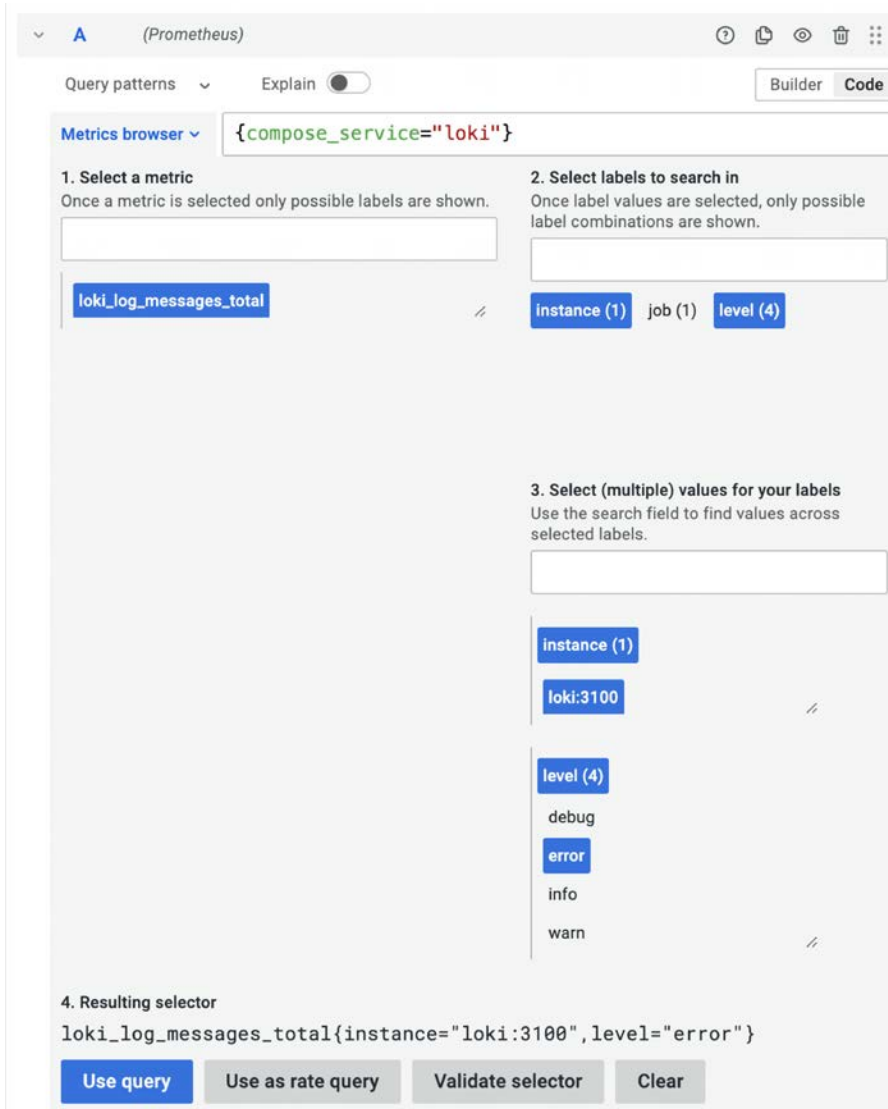 A (Prometheus)
Query patterns Explain Builder Code
Metrics browser {compose_service="loki"}
1. Select a metric
Once a metric is selected only possible labels are shown.
loki_log_messages_total
2. Select labels to search in
Once label values are selected, only possible
label combinations are shown.
instance (1) job (1) level (4)
3. Select (multiple) values for your labels
Use the search field to find values across
selected labels.
instance (1)
loki:3100
level (4)
debug
error
info
warn
4. Resulting selector
loki_log_messages_total{instance="loki:3100",level="error"}
Use query Use as rate query Validate selector Clear